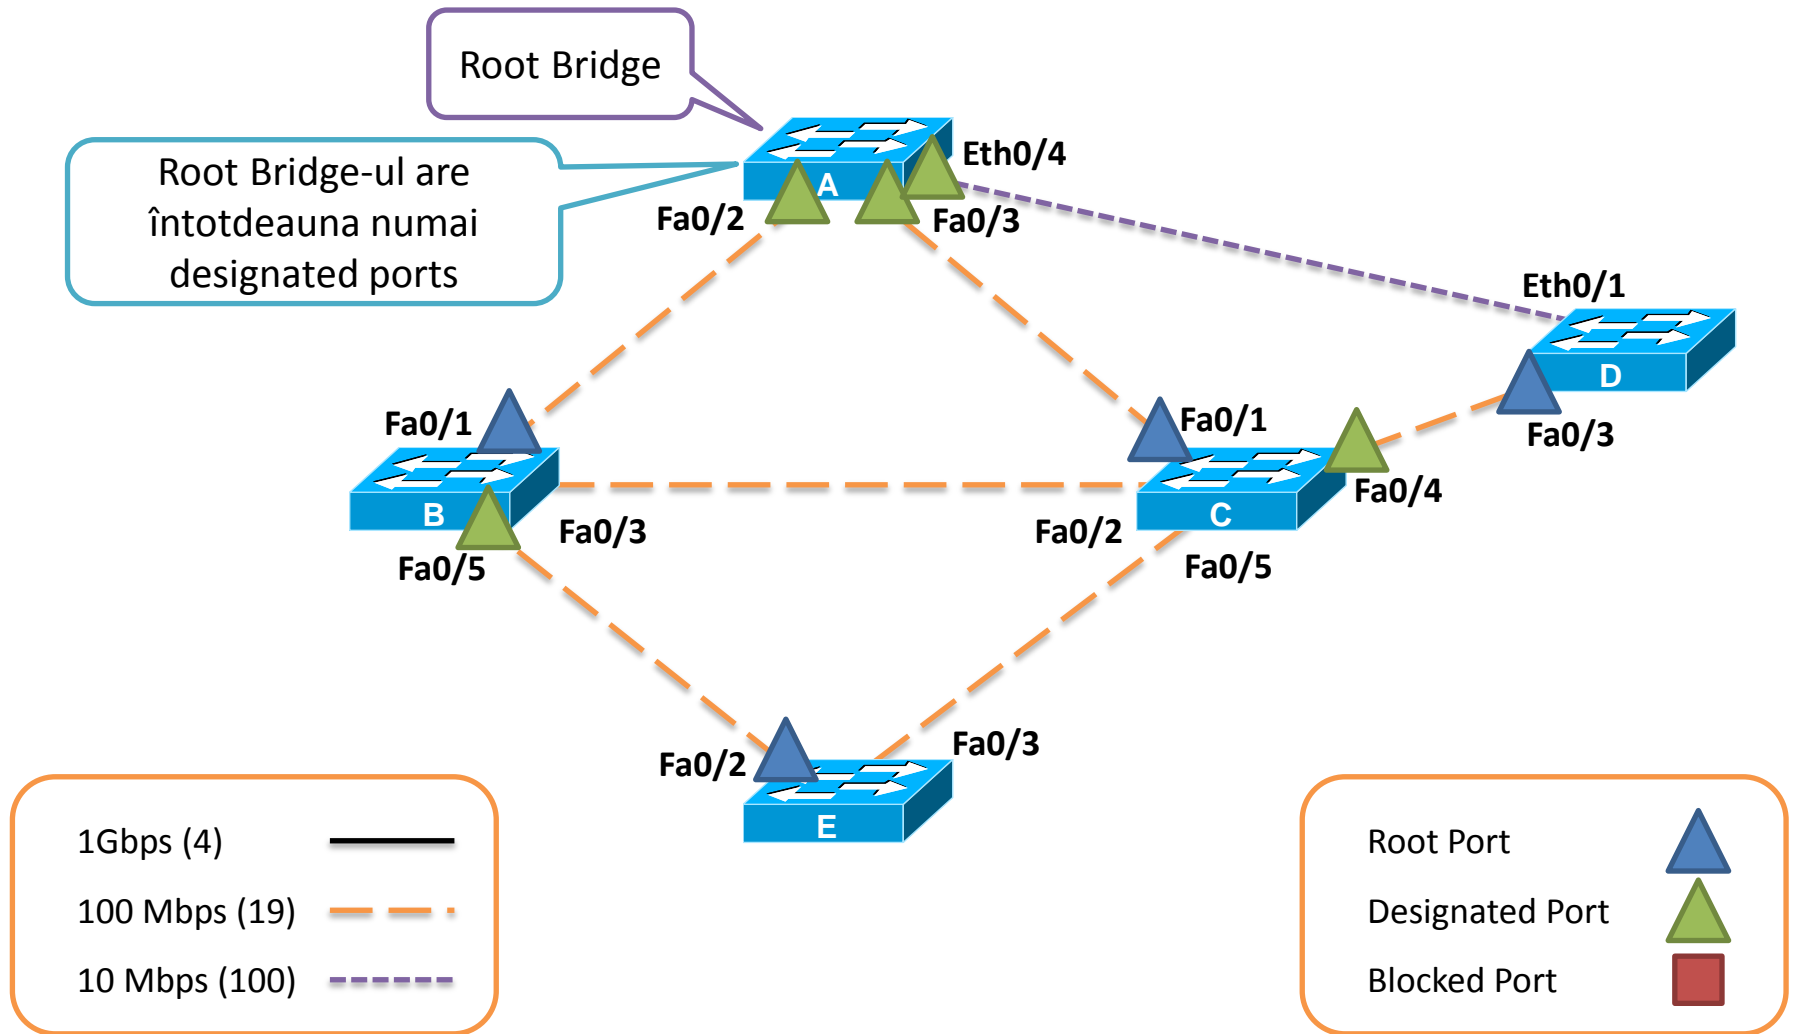 Root Bridge
Root Bridge-ul are
întotdeauna numai
designated ports
A
Eth0/4
Fa0/2
Fa0/3
Eth0/1
D
Fa0/3
Fa0/1
Fa0/1
B
Fa0/3
Fa0/5
Fa0/2
C
Fa0/4
Fa0/5
Fa0/2
Fa0/3
E
1Gbps (4)
100 Mbps (19)
10 Mbps (100)
Root Port
Designated Port
Blocked Port